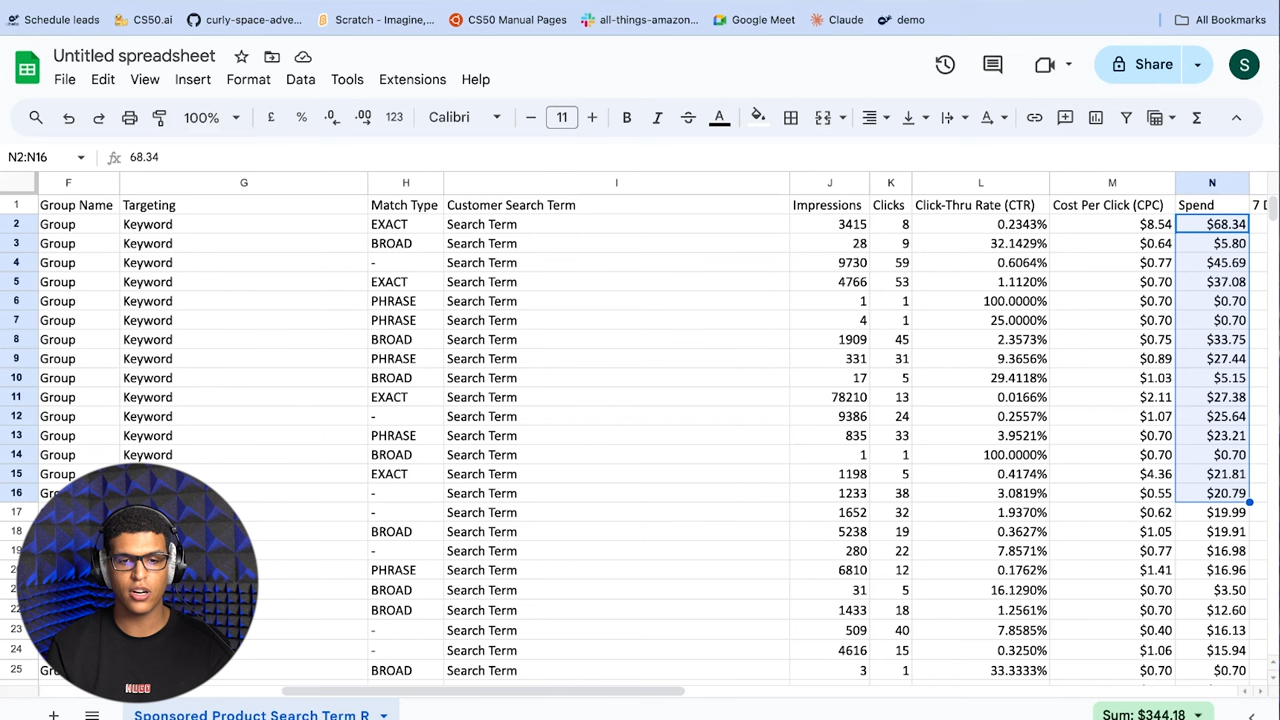 Schedule leads CS50.ai curly-space-adve... Scratch – Imagine,... CS50 Manual Pages all-things-amazon... Google Meet Claude demo All Bookmarks
Untitled spreadsheet
File Edit View Insert Format Data Tools Extensions Help
Share S
100% £ % .0 .00 123 Calibri 11 B I S A
N2:N16 fx 68.34
F G H I J K L M N
1 Group Name Targeting Match Type Customer Search Term Impressions Clicks Click-Thru Rate (CTR) Cost Per Click (CPC) Spend 7 D
2 Group Keyword EXACT Search Term 3415 8 0.2343% $8.54 $68.34
3 Group Keyword BROAD Search Term 28 9 32.1429% $0.64 $5.80
4 Group Keyword - Search Term 9730 59 0.6064% $0.77 $45.69
5 Group Keyword EXACT Search Term 4766 53 1.1120% $0.70 $37.08
6 Group Keyword PHRASE Search Term 1 1 100.0000% $0.70 $0.70
7 Group Keyword PHRASE Search Term 4 1 25.0000% $0.70 $0.70
8 Group Keyword BROAD Search Term 1909 45 2.3573% $0.75 $33.75
9 Group Keyword PHRASE Search Term 331 31 9.3656% $0.89 $27.44
10 Group Keyword BROAD Search Term 17 5 29.4118% $1.03 $5.15
11 Group Keyword EXACT Search Term 78210 13 0.0166% $2.11 $27.38
12 Group Keyword - Search Term 9386 24 0.2557% $1.07 $25.64
13 Group Keyword PHRASE Search Term 835 33 3.9521% $0.70 $23.21
14 Group Keyword BROAD Search Term 1 1 100.0000% $0.70 $0.70
15 Group Keyword EXACT Search Term 1198 5 0.4174% $4.36 $21.81
16 Keyword - Search Term 1233 38 3.0819% $0.55 $20.79
17 Keyword - Search Term 1652 32 1.9370% $0.62 $19.99
18 Keyword BROAD Search Term 5238 19 0.3627% $1.05 $19.91
19 Keyword - Search Term 280 22 7.8571% $0.77 $16.98
Keyword PHRASE Search Term 6810 12 0.1762% $1.41 $16.96
Keyword BROAD Search Term 31 5 16.1290% $0.70 $3.50
Keyword BROAD Search Term 1433 18 1.2561% $0.70 $12.60
23 Keyword - Search Term 509 40 7.8585% $0.40 $16.13
24 Keyword - Search Term 4616 15 0.3250% $1.06 $15.94
25 Keyword BROAD Search Term 3 1 33.3333% $0.70 $0.70
HUGO
Sponsored Product Search Term R Sum: $344.18